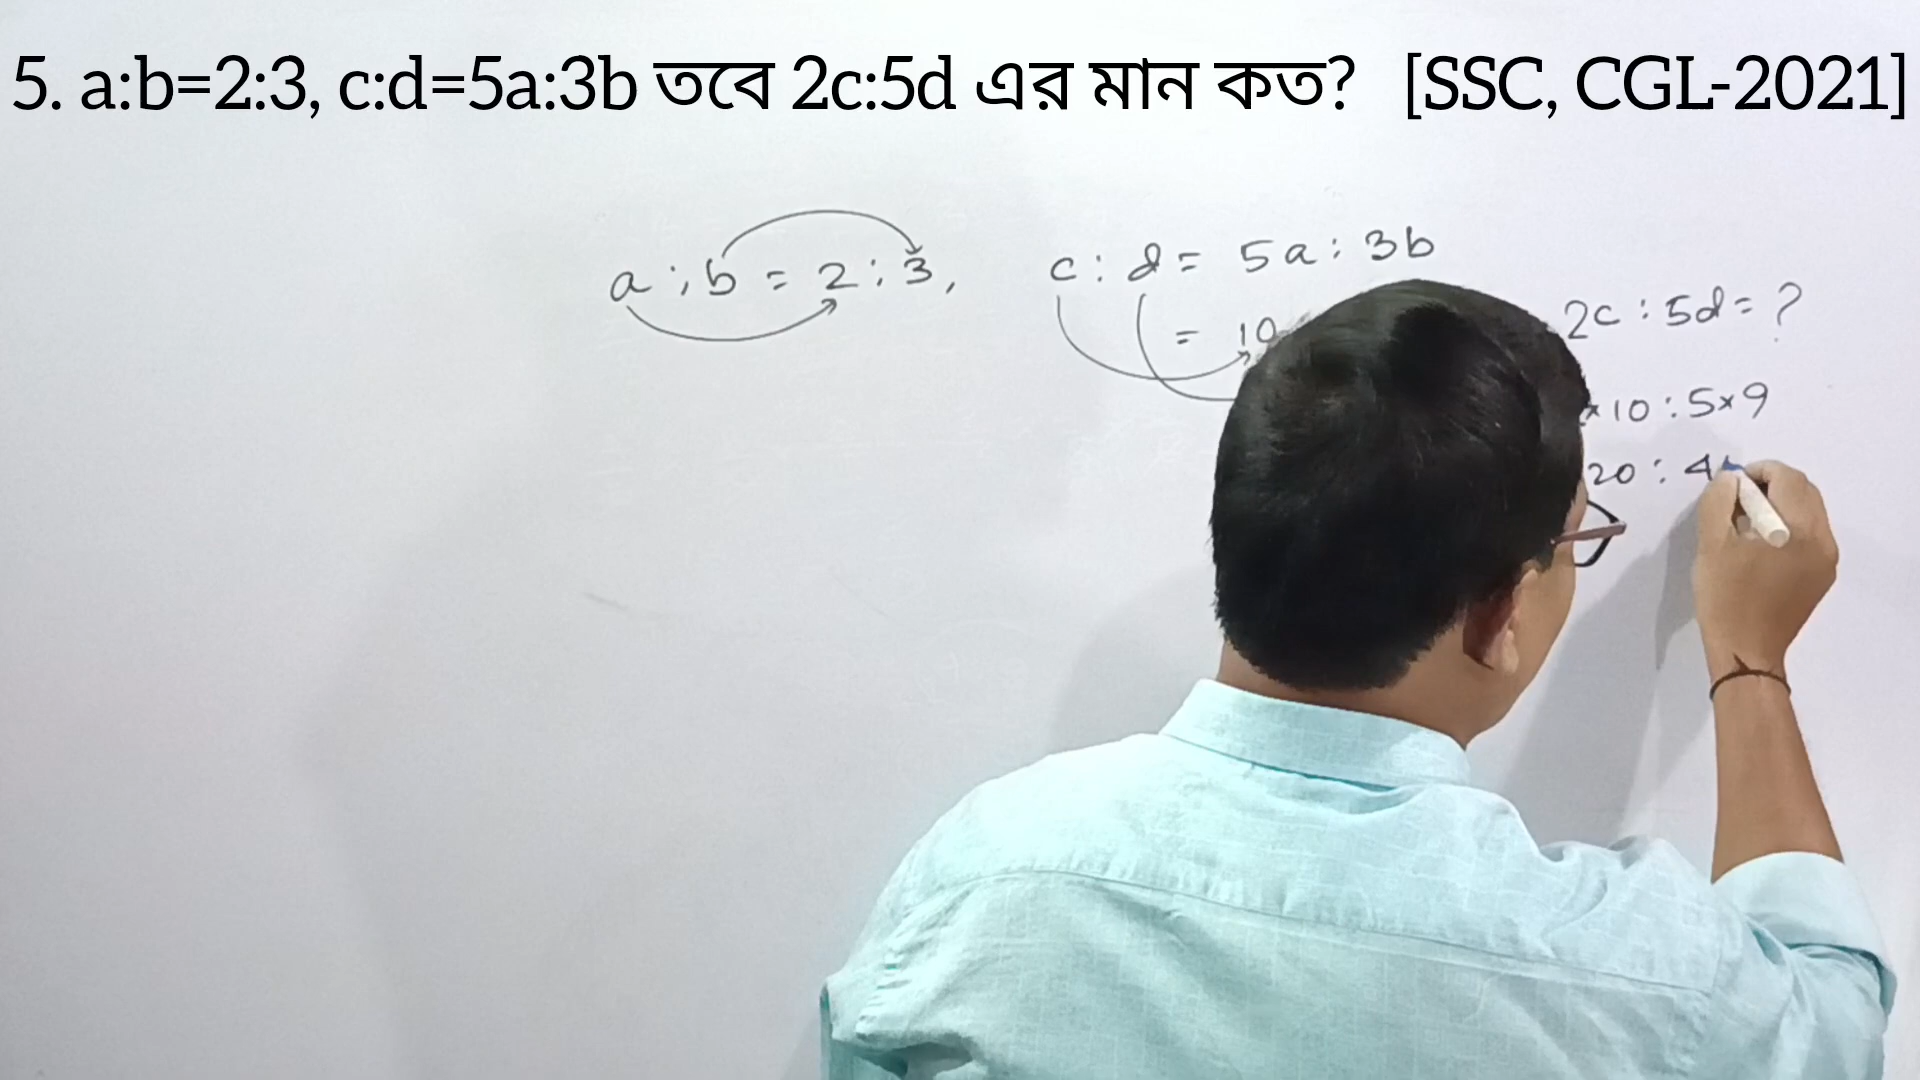 5. a:b=2:3, c:d=5a:3b তবে 2c:5d এর মান কত? [SSC, CGL-2021]
a:b = 2:3, c:d = 5a:3b
= 10
2c:5d = ?
×10:5×9
20:4